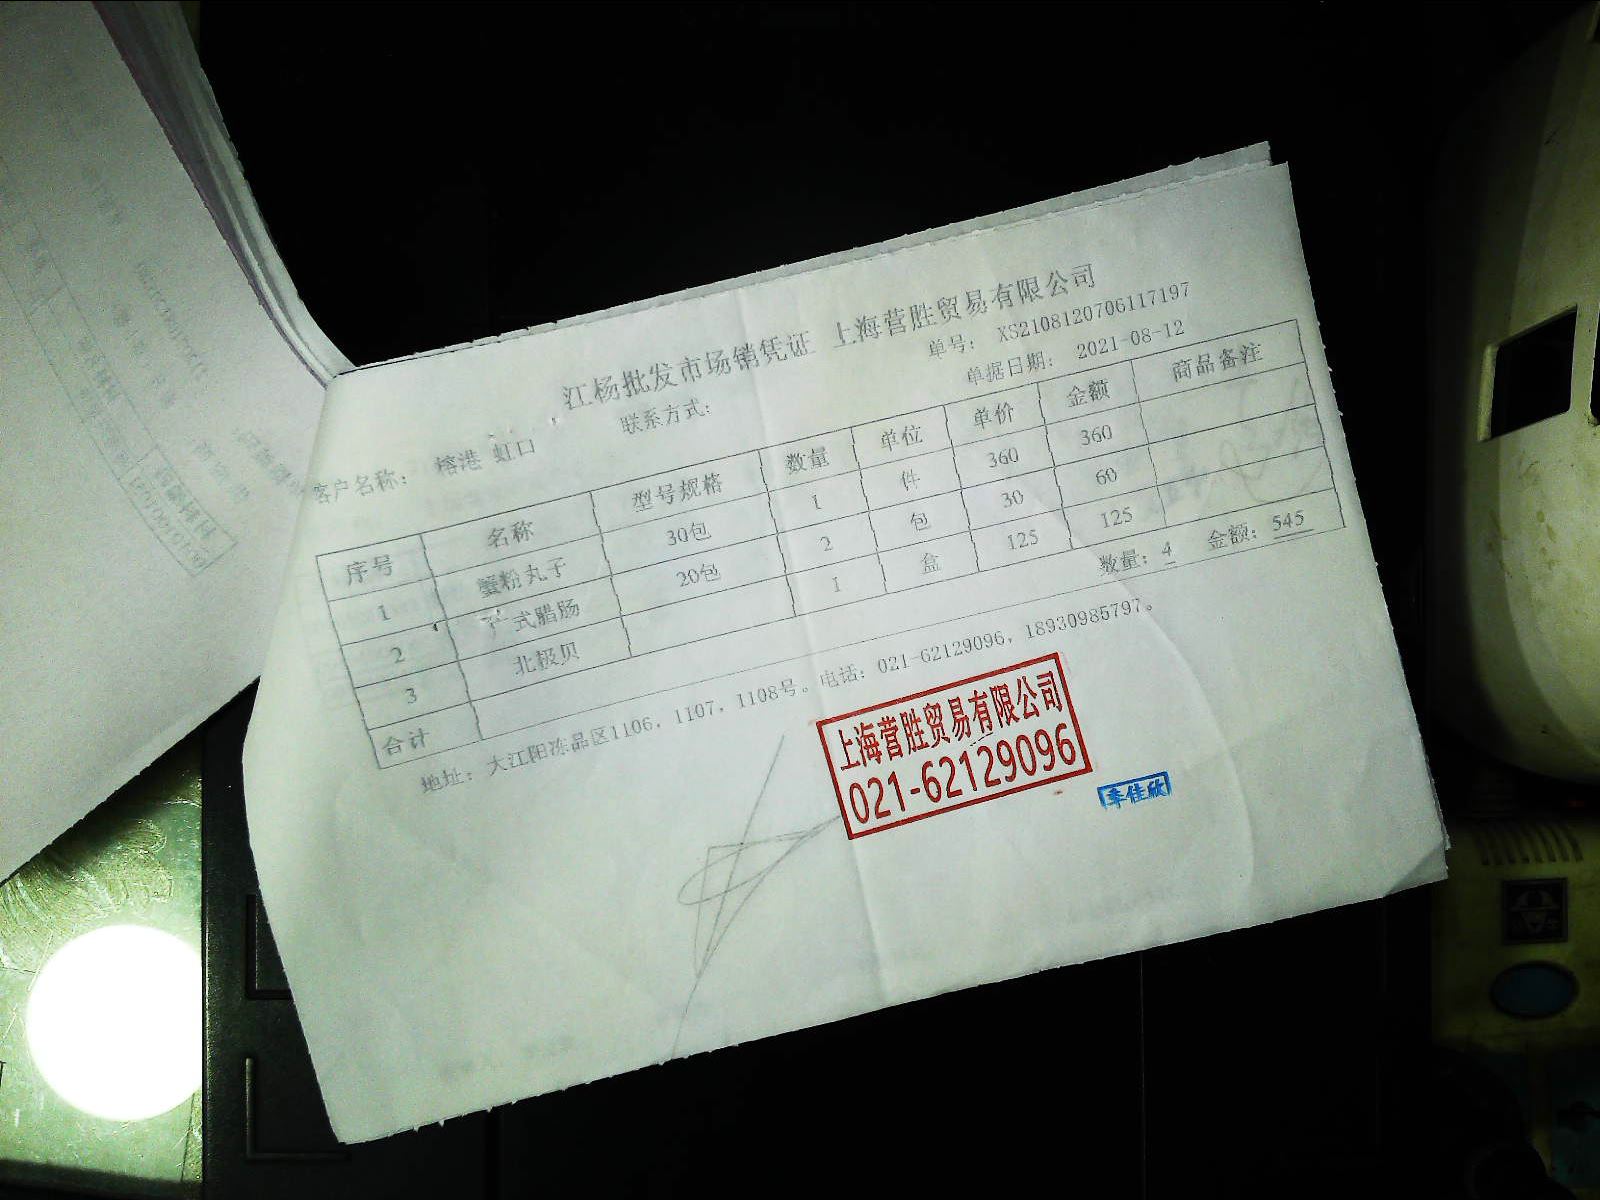 江杨批发市场销凭证 上海营胜贸易有限公司
单号: XS2108120706117197
客户名称: 榕港 虹口 联系方式: 单据日期: 2021-08-12
序号 名称 型号规格 数量 单位 单价 金额 商品备注
1 蟹粉丸子 30包 1 件 360 360
2 式腊肠 20包 2 包 30 60
3 北极贝 1 盒 125 125
合计 数量: 4 金额: 545
地址: 大江阳冻品区1106, 1107, 1108号。电话: 021-62129096, 18930985797。
上海营胜贸易有限公司
021-62129096
季佳欣